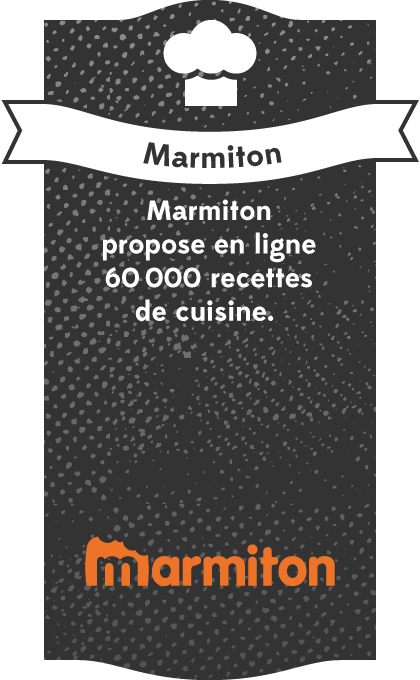 Marmiton
Marmiton
propose en ligne
60 000 recettes
de cuisine.
marmiton